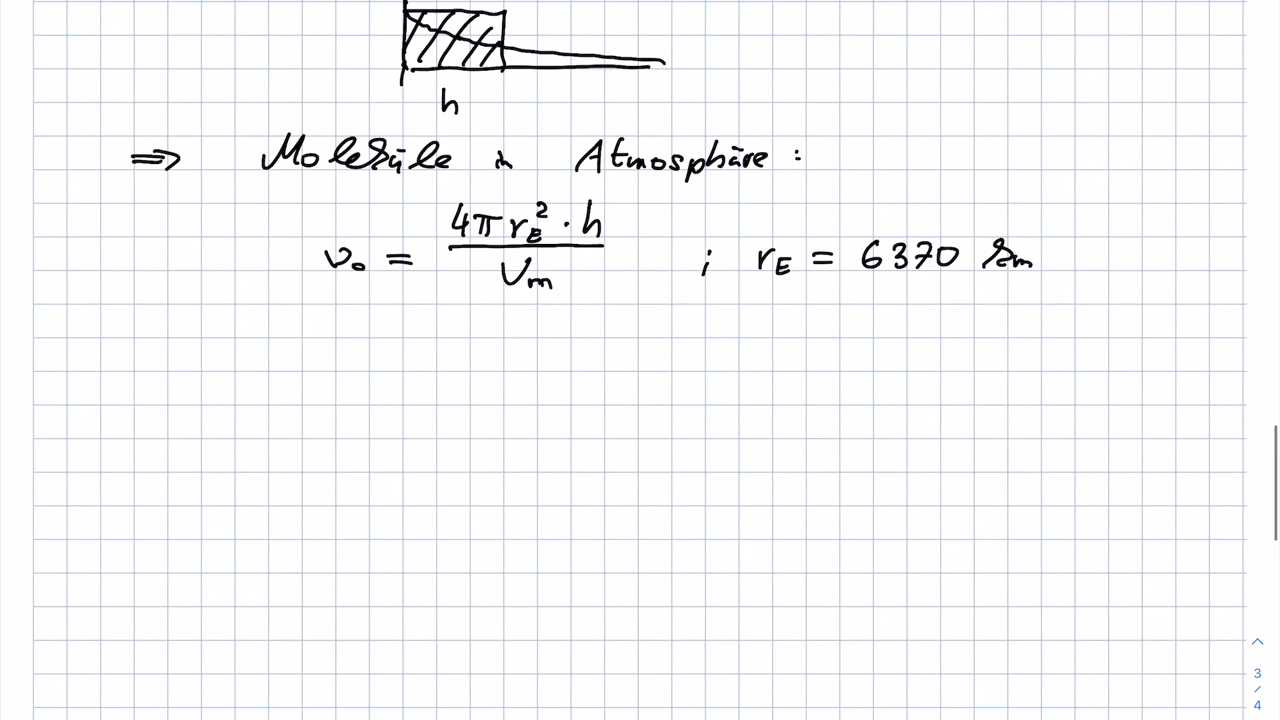 h
⇒ Moleküle in Atmosphäre :
ν₀ = 4π r_E² · h / V_m ; r_E = 6370 km
^
3
/
4